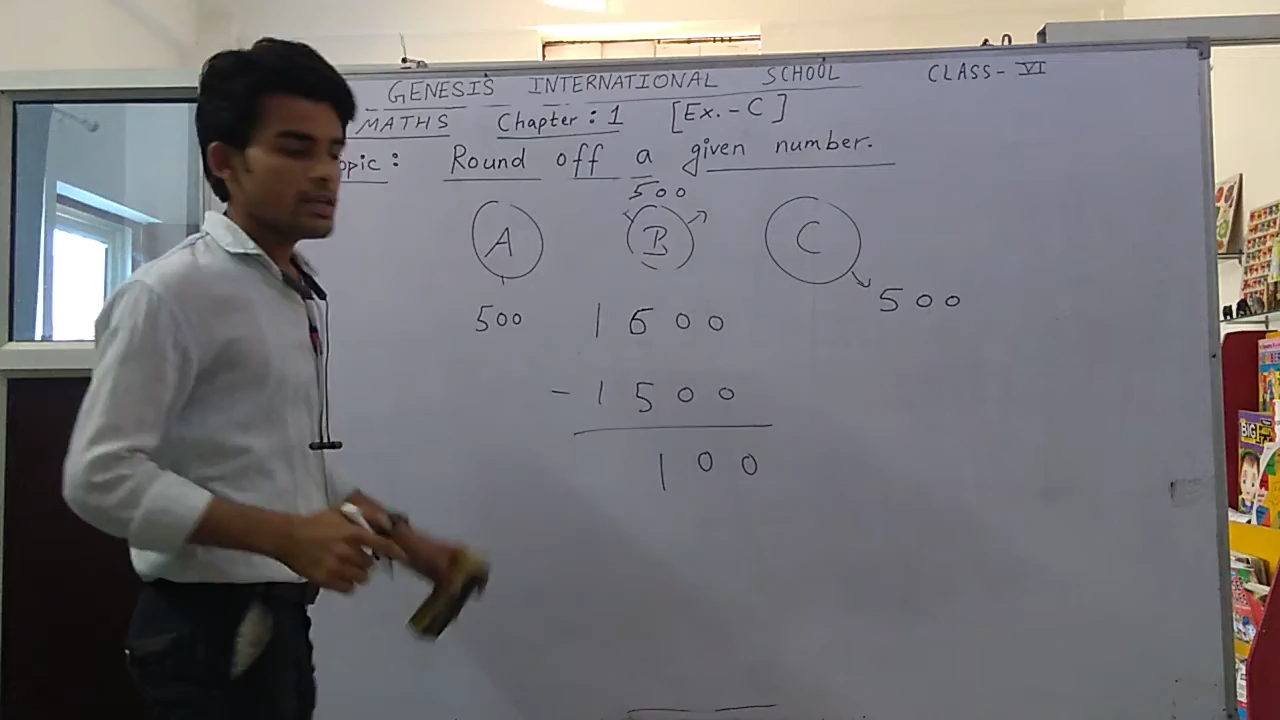 GENESIS INTERNATIONAL SCHOOL CLASS- VI
MATHS Chapter: 1 [Ex.-C]
opic: Round off a given number.
500
A B C
500
500 1600
- 1500
100
BIG